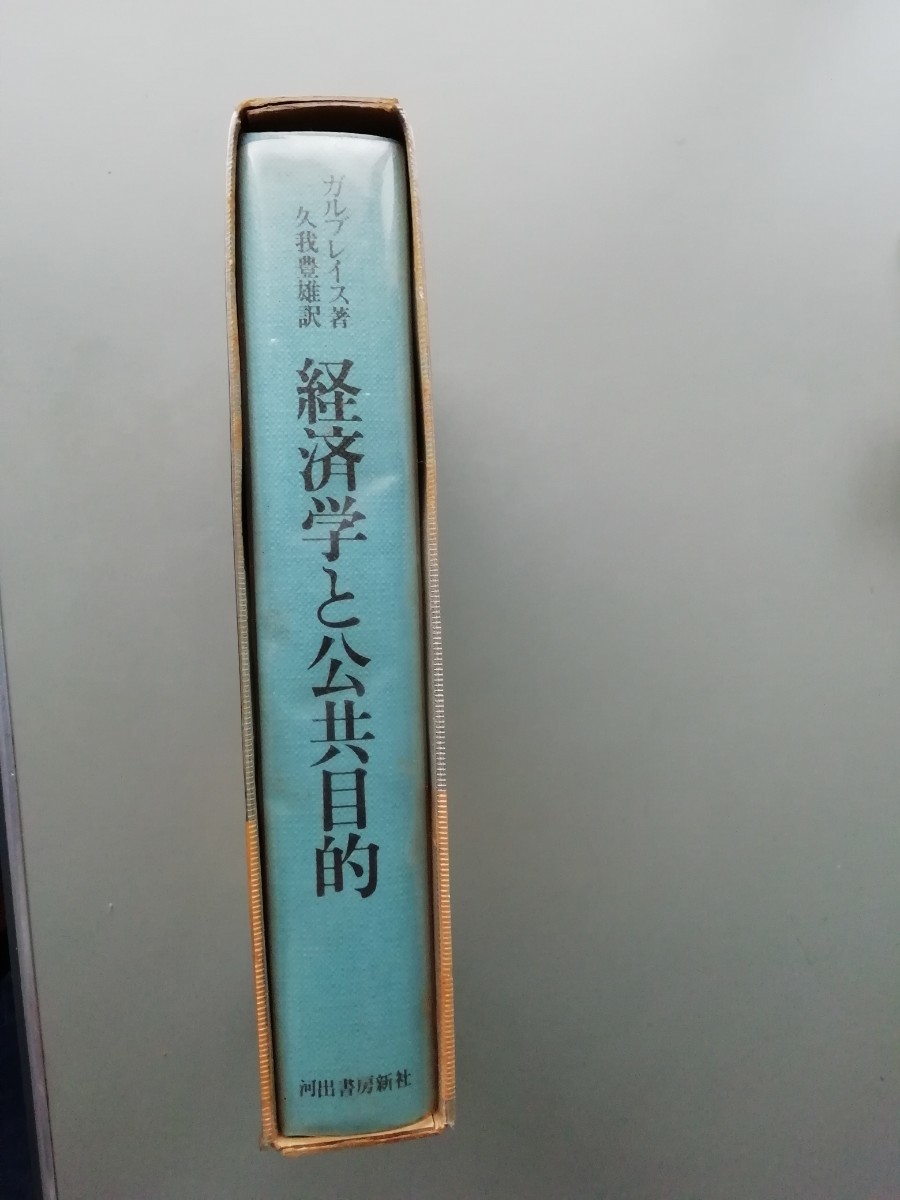 ガルブレイス著
久我豊雄訳
経済学と公共目的
河出書房新社